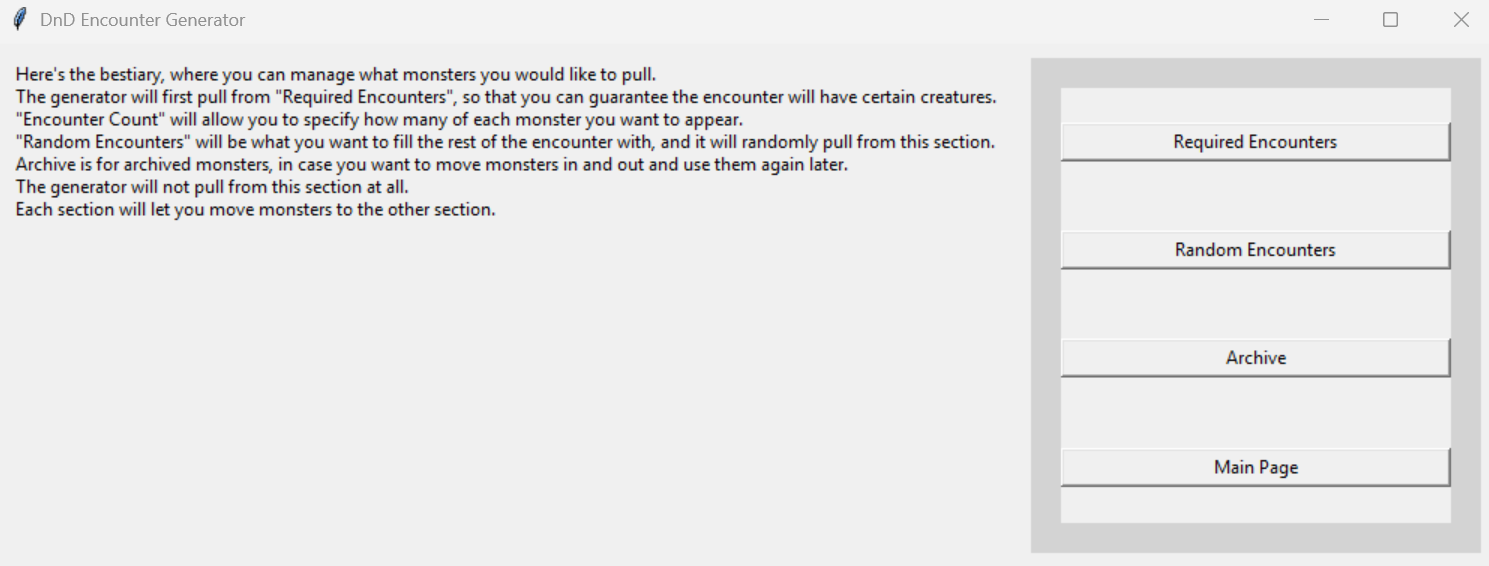 DnD Encounter Generator
Here's the bestiary, where you can manage what monsters you would like to pull.
The generator will first pull from "Required Encounters", so that you can guarantee the encounter will have certain creatures.
"Encounter Count" will allow you to specify how many of each monster you want to appear.
"Random Encounters" will be what you want to fill the rest of the encounter with, and it will randomly pull from this section.
Archive is for archived monsters, in case you want to move monsters in and out and use them again later.
The generator will not pull from this section at all.
Each section will let you move monsters to the other section.
Required Encounters
Random Encounters
Archive
Main Page